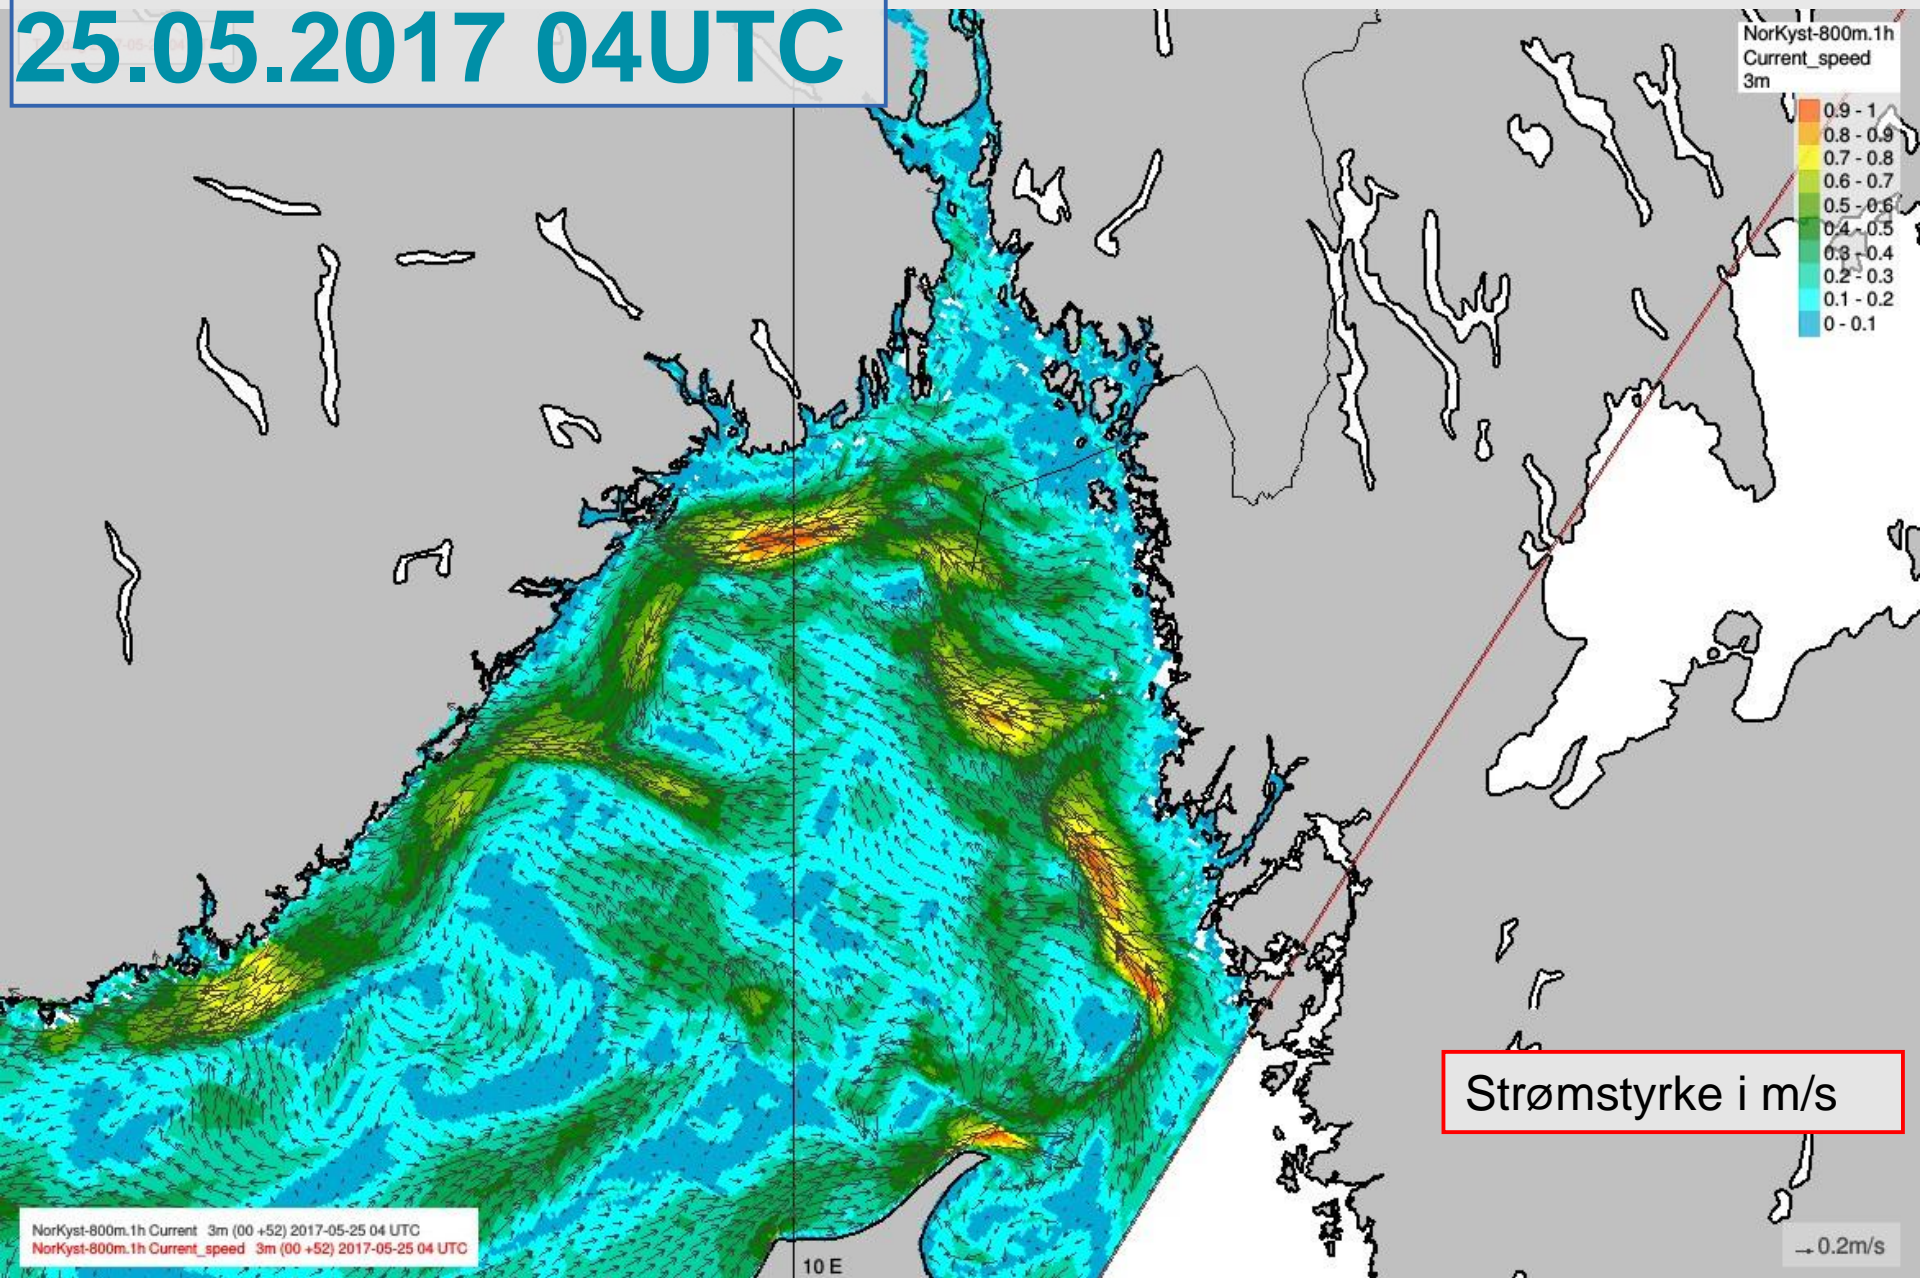 25.05.2017 04UTC
NorKyst-800m.1h
Current_speed
3m
0.9 - 1
0.8 - 0.9
0.7 - 0.8
0.6 - 0.7
0.5 - 0.6
0.4 - 0.5
0.3 - 0.4
0.2 - 0.3
0.1 - 0.2
0 - 0.1
Strømstyrke i m/s
NorKyst-800m.1h Current 3m (00 +52) 2017-05-25 04 UTC
NorKyst-800m.1h Current_speed 3m (00 +52) 2017-05-25 04 UTC
10 E
→ 0.2m/s